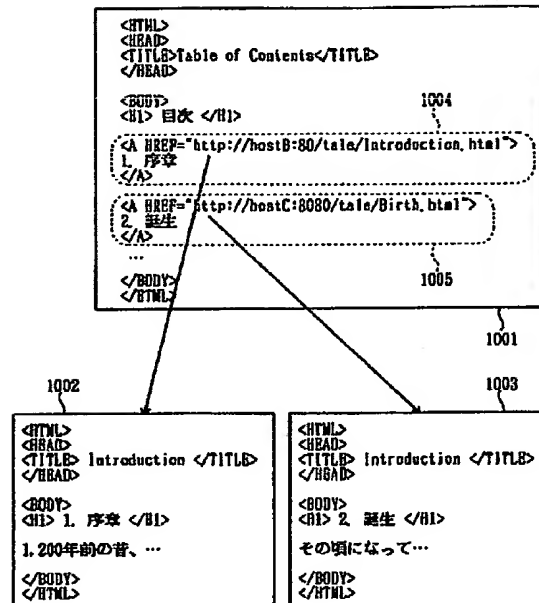 <HTML>
<HEAD>
<TITLE>Table of Contents</TITLE>
</HEAD>
<BODY>
<H1> 目次 </H1>
1004
<A HREF="http://hostB:80/tale/Introduction.html">
1. 序章
</A>
<A HREF="http://hostC:8080/tale/Birth.html">
2. 誕生
</A>
…
1005
</BODY>
</HTML>
1001
1002
<HTML>
<HEAD>
<TITLE> Introduction </TITLE>
</HEAD>
<BODY>
<H1> 1. 序章 </H1>
1,200年前の昔、…
</BODY>
</HTML>
1003
<HTML>
<HEAD>
<TITLE> Introduction </TITLE>
</HEAD>
<BODY>
<H1> 2. 誕生 </H1>
その頃になって…
</BODY>
</HTML>